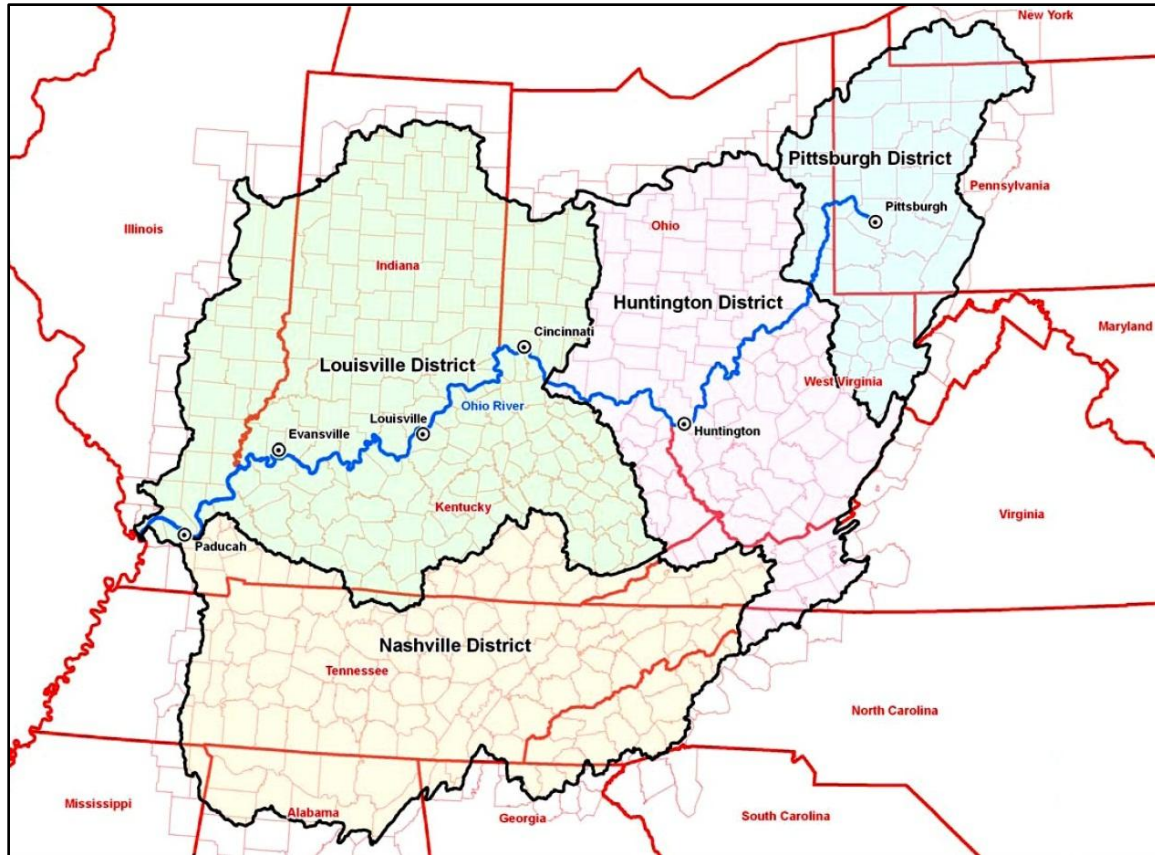 New York
Pittsburgh District
Pennsylvania
Pittsburgh
Illinois
Ohio
Indiana
Huntington District
Maryland
Cincinnati
Louisville District
West Virginia
Ohio River
Louisville
Huntington
Evansville
Kentucky
Virginia
Paducah
Nashville District
Tennessee
North Carolina
Mississippi
Alabama
Georgia
South Carolina